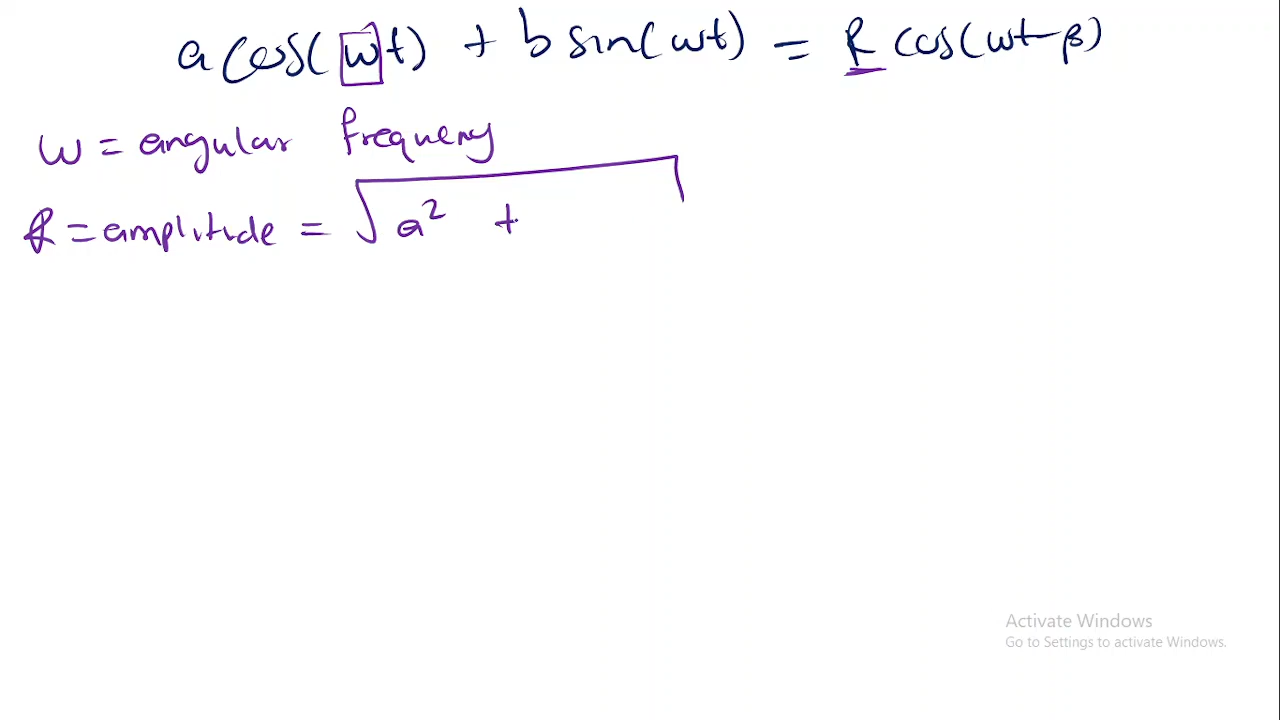 a cos(ωt) + b sin(ωt) = R cos(ωt-β)
ω = angular frequency
R = amplitude = √a² +
Activate Windows
Go to Settings to activate Windows.